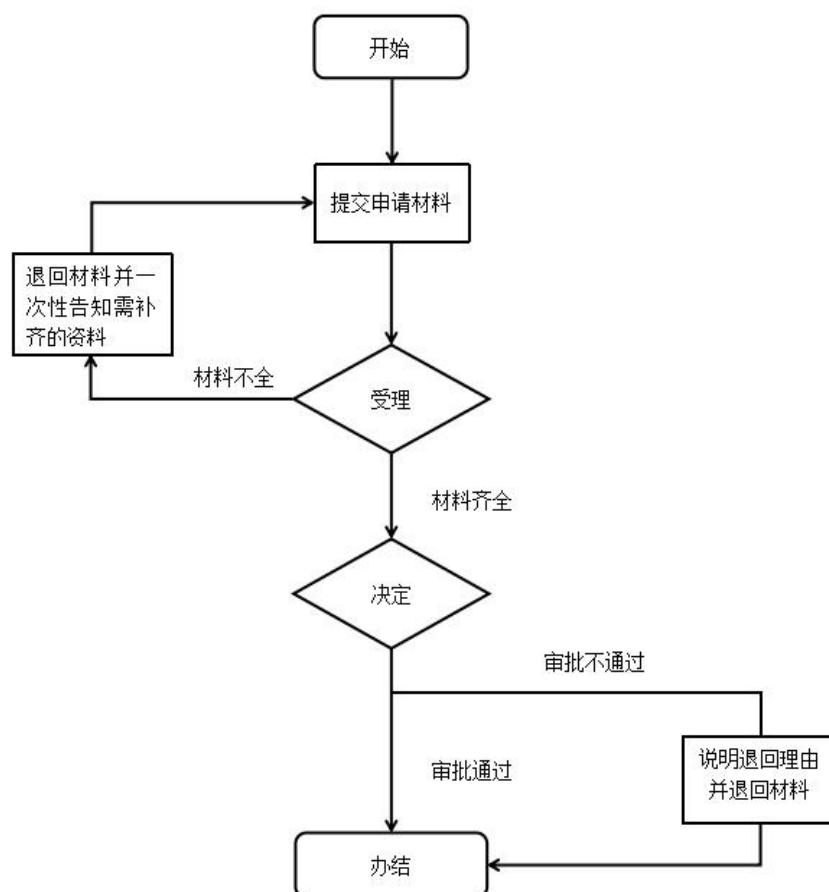 开始
提交申请材料
退回材料并一
次性告知需补
齐的资料
材料不全
受理
材料齐全
决定
审批不通过
审批通过
说明退回理由
并退回材料
办结